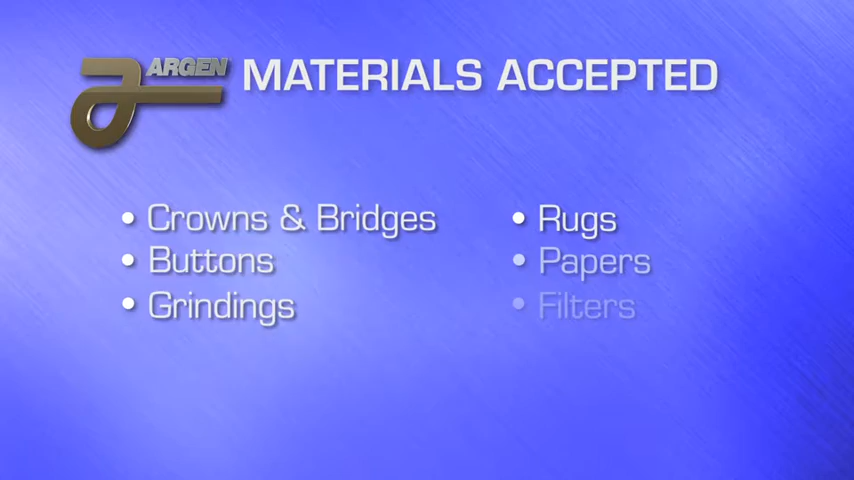 ARGEN
MATERIALS ACCEPTED
• Crowns & Bridges
• Buttons
• Grindings
• Rugs
• Papers
• Filters